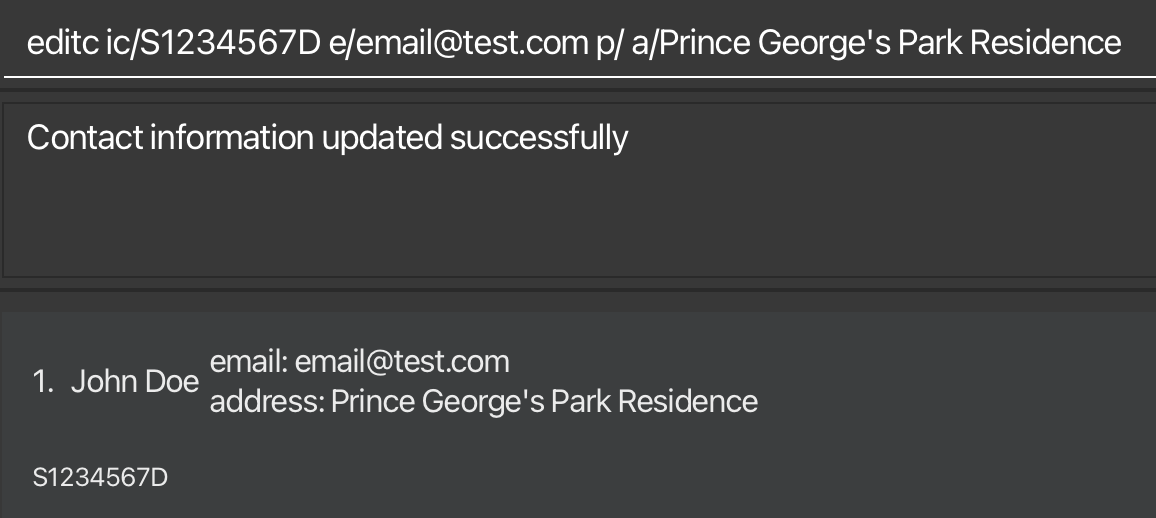 editc ic/S1234567D e/email@test.com p/ a/Prince George's Park Residence
Contact information updated successfully
1. John Doe
email: email@test.com
address: Prince George's Park Residence
S1234567D